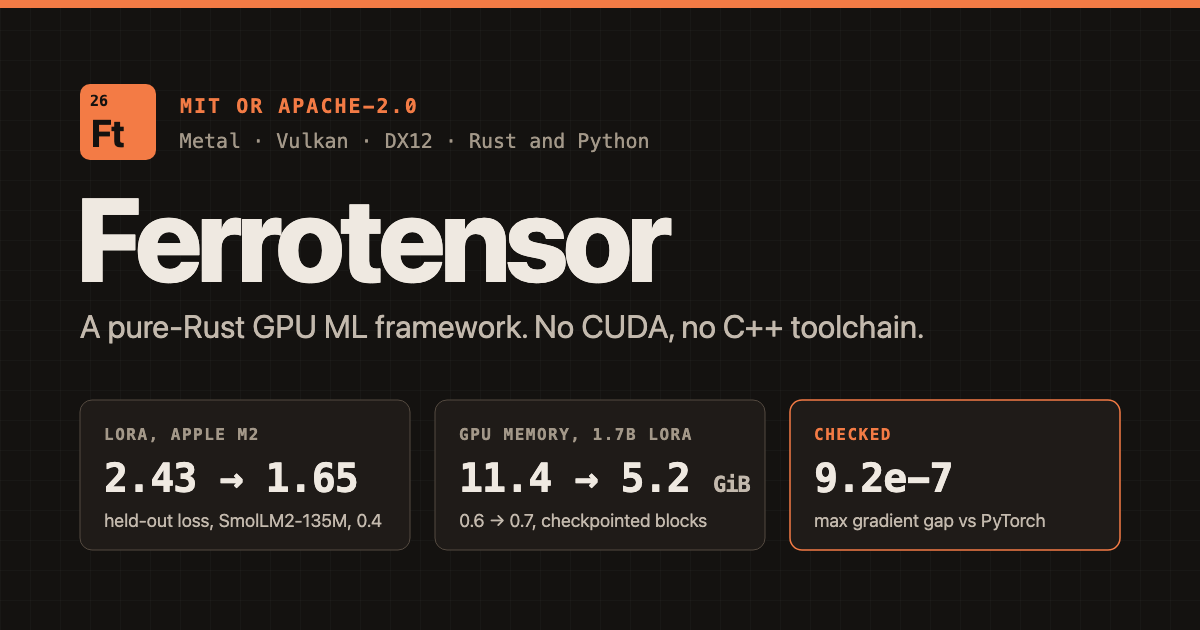 26
Ft
MIT OR APACHE–2.0
Metal · Vulkan · DX12 · Rust and Python
Ferrotensor
A pure-Rust GPU ML framework. No CUDA, no C++ toolchain.
LORA, APPLE M2
2.43 → 1.65
held-out loss, SmolLM2-135M, 0.4
GPU MEMORY, 1.7B LORA
11.4 → 5.2 GiB
0.6 → 0.7, checkpointed blocks
CHECKED
9.2e–7
max gradient gap vs PyTorch